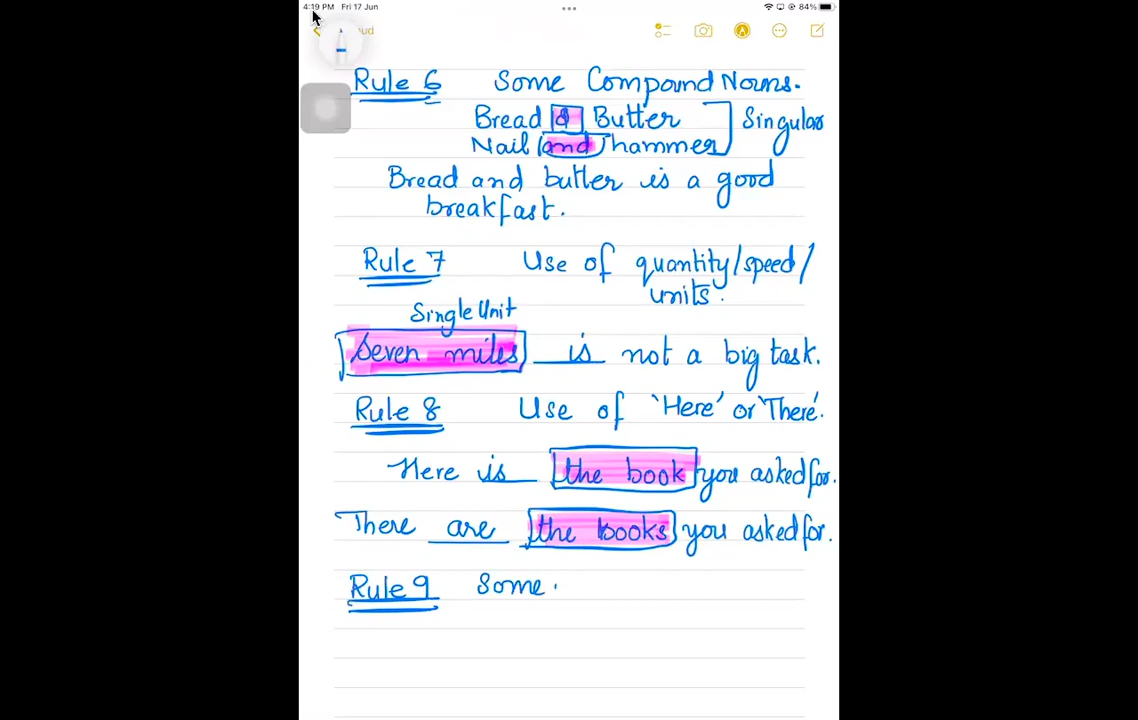 4:19 PM Fri 17 Jun
84%
Rule 6 Some Compound Nouns.
Bread & Butter
Nail and hammer
Singular
Bread and butter is a good
breakfast.
Rule 7 Use of quantity/speed/
units.
Single Unit
Seven miles is not a big task.
Rule 8 Use of 'Here' or 'There'.
Here is the book you asked for.
There are the books you asked for.
Rule 9 Some